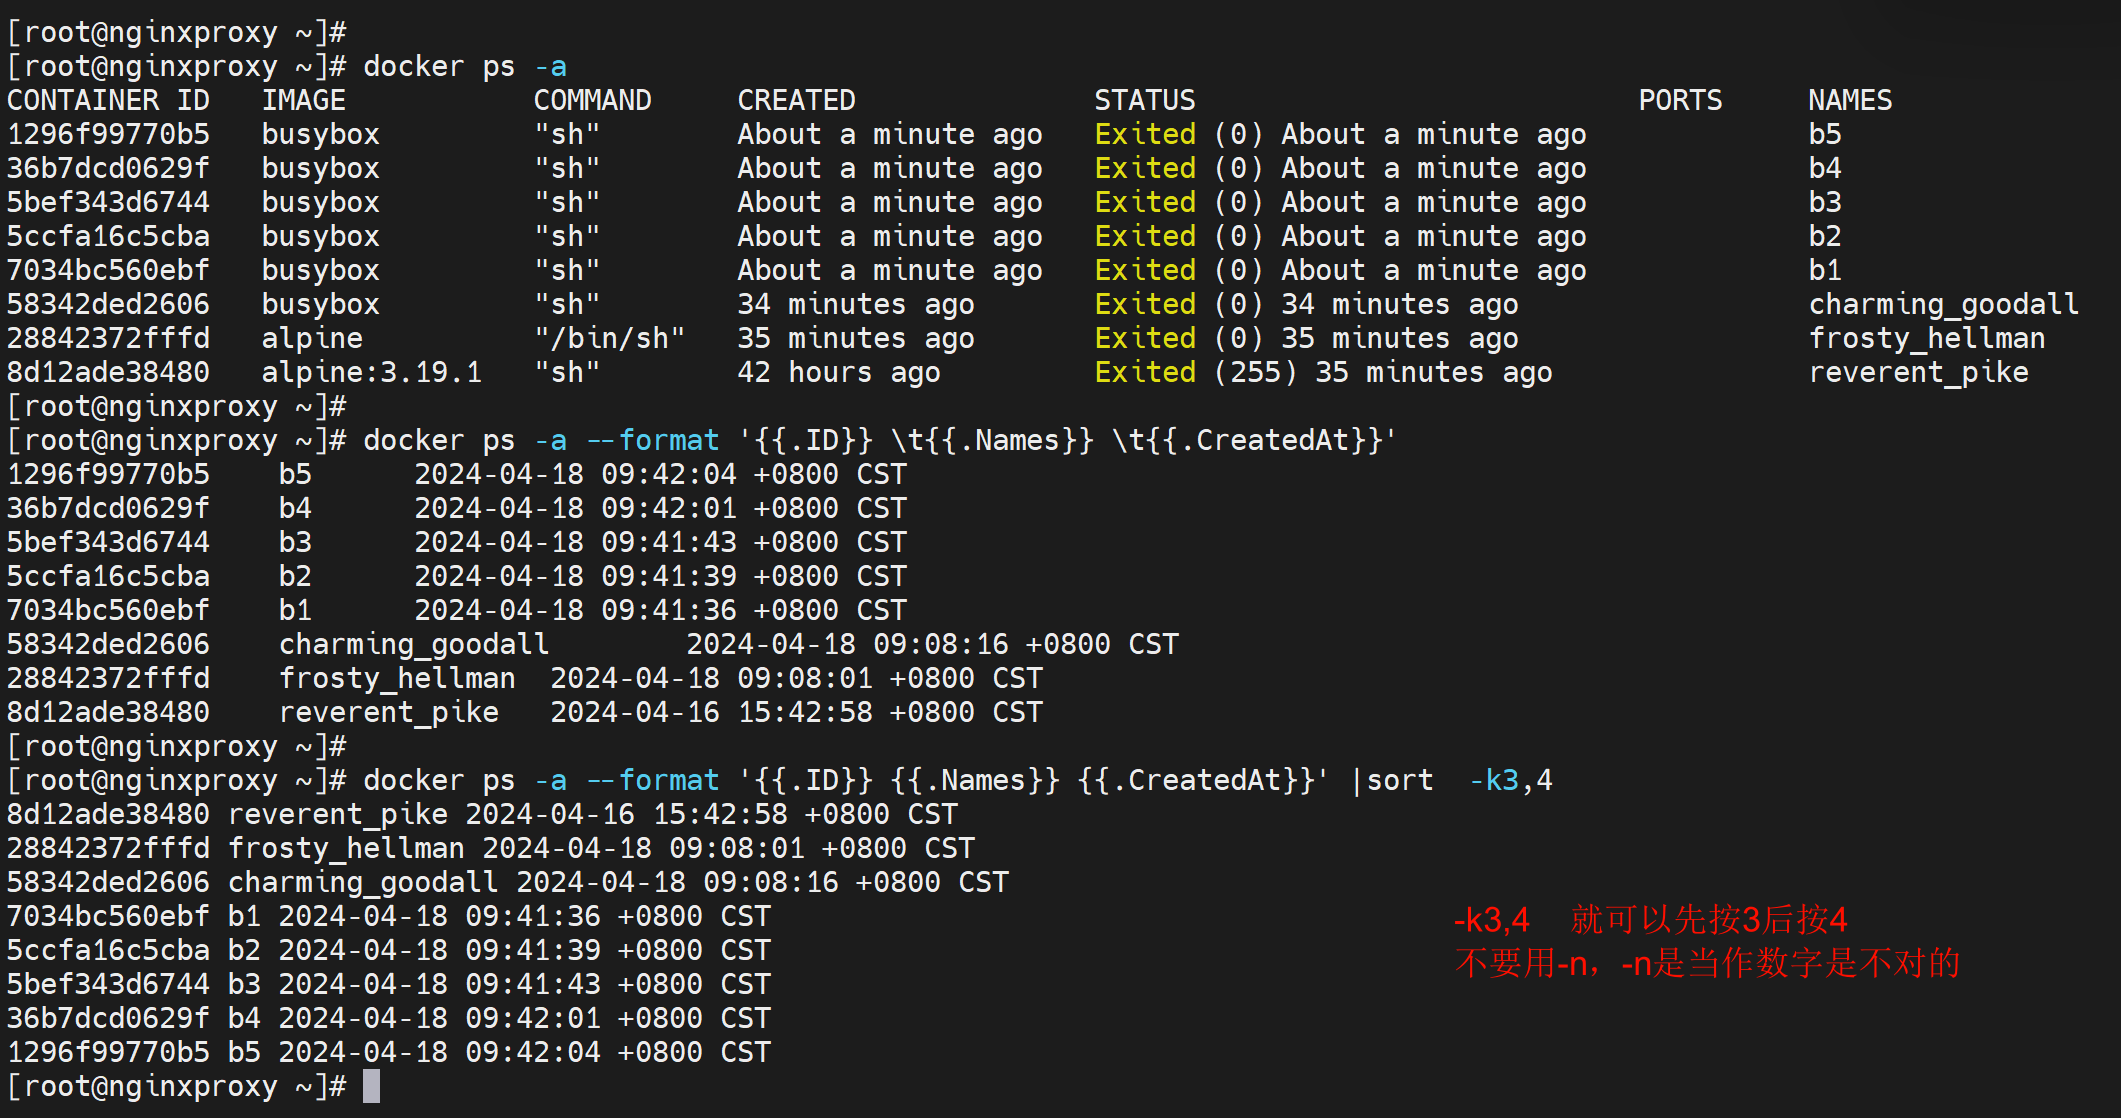 [root@nginxproxy ~]#
[root@nginxproxy ~]# docker ps -a
CONTAINER ID   IMAGE           COMMAND     CREATED              STATUS                          PORTS     NAMES
1296f99770b5   busybox         "sh"        About a minute ago   Exited (0) About a minute ago             b5
36b7dcd0629f   busybox         "sh"        About a minute ago   Exited (0) About a minute ago             b4
5bef343d6744   busybox         "sh"        About a minute ago   Exited (0) About a minute ago             b3
5ccfa16c5cba   busybox         "sh"        About a minute ago   Exited (0) About a minute ago             b2
7034bc560ebf   busybox         "sh"        About a minute ago   Exited (0) About a minute ago             b1
58342ded2606   busybox         "sh"        34 minutes ago       Exited (0) 34 minutes ago                 charming_goodall
28842372fffd   alpine          "/bin/sh"   35 minutes ago       Exited (0) 35 minutes ago                 frosty_hellman
8d12ade38480   alpine:3.19.1   "sh"        42 hours ago         Exited (255) 35 minutes ago               reverent_pike
[root@nginxproxy ~]#
[root@nginxproxy ~]# docker ps -a --format '{{.ID}} \t{{.Names}} \t{{.CreatedAt}}'
1296f99770b5    b5      2024-04-18 09:42:04 +0800 CST
36b7dcd0629f    b4      2024-04-18 09:42:01 +0800 CST
5bef343d6744    b3      2024-04-18 09:41:43 +0800 CST
5ccfa16c5cba    b2      2024-04-18 09:41:39 +0800 CST
7034bc560ebf    b1      2024-04-18 09:41:36 +0800 CST
58342ded2606    charming_goodall        2024-04-18 09:08:16 +0800 CST
28842372fffd    frosty_hellman  2024-04-18 09:08:01 +0800 CST
8d12ade38480    reverent_pike   2024-04-16 15:42:58 +0800 CST
[root@nginxproxy ~]#
[root@nginxproxy ~]# docker ps -a --format '{{.ID}} {{.Names}} {{.CreatedAt}}' |sort  -k3,4
8d12ade38480 reverent_pike 2024-04-16 15:42:58 +0800 CST
28842372fffd frosty_hellman 2024-04-18 09:08:01 +0800 CST
58342ded2606 charming_goodall 2024-04-18 09:08:16 +0800 CST
7034bc560ebf b1 2024-04-18 09:41:36 +0800 CST
5ccfa16c5cba b2 2024-04-18 09:41:39 +0800 CST
5bef343d6744 b3 2024-04-18 09:41:43 +0800 CST
36b7dcd0629f b4 2024-04-18 09:42:01 +0800 CST
1296f99770b5 b5 2024-04-18 09:42:04 +0800 CST
[root@nginxproxy ~]#
-k3,4    就可以先按3后按4
不要用-n，-n是当作数字是不对的